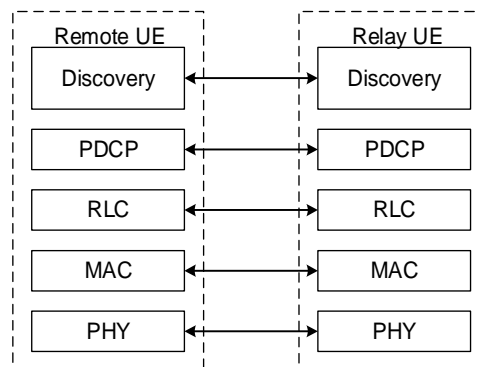 Remote UE
Discovery
PDCP
RLC
MAC
PHY
Relay UE
Discovery
PDCP
RLC
MAC
PHY